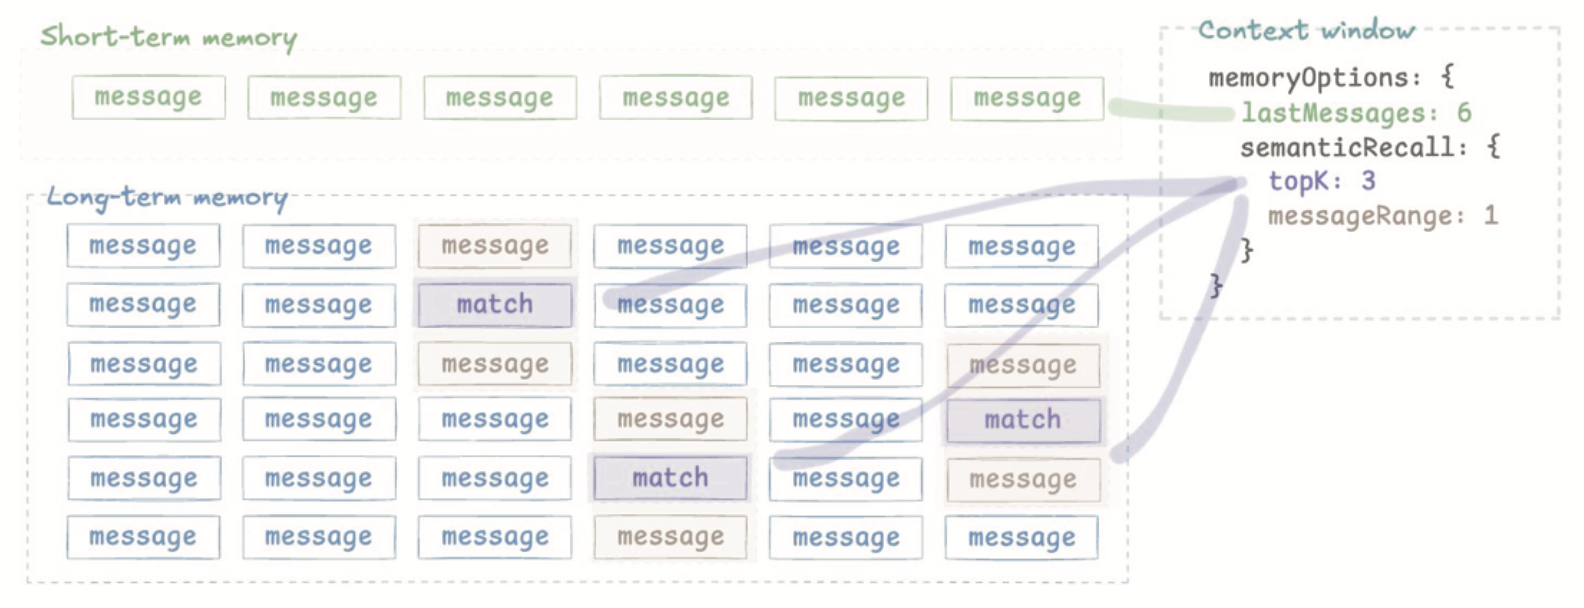 Short-term memory
message message message message message message
Long-term memory
message message message message message message
message message match message message message
message message message message message message
message message message message message match
message message message match message message
message message message message message message
Context window
memoryOptions: {
lastMessages: 6
semanticRecall: {
topK: 3
messageRange: 1
}
}